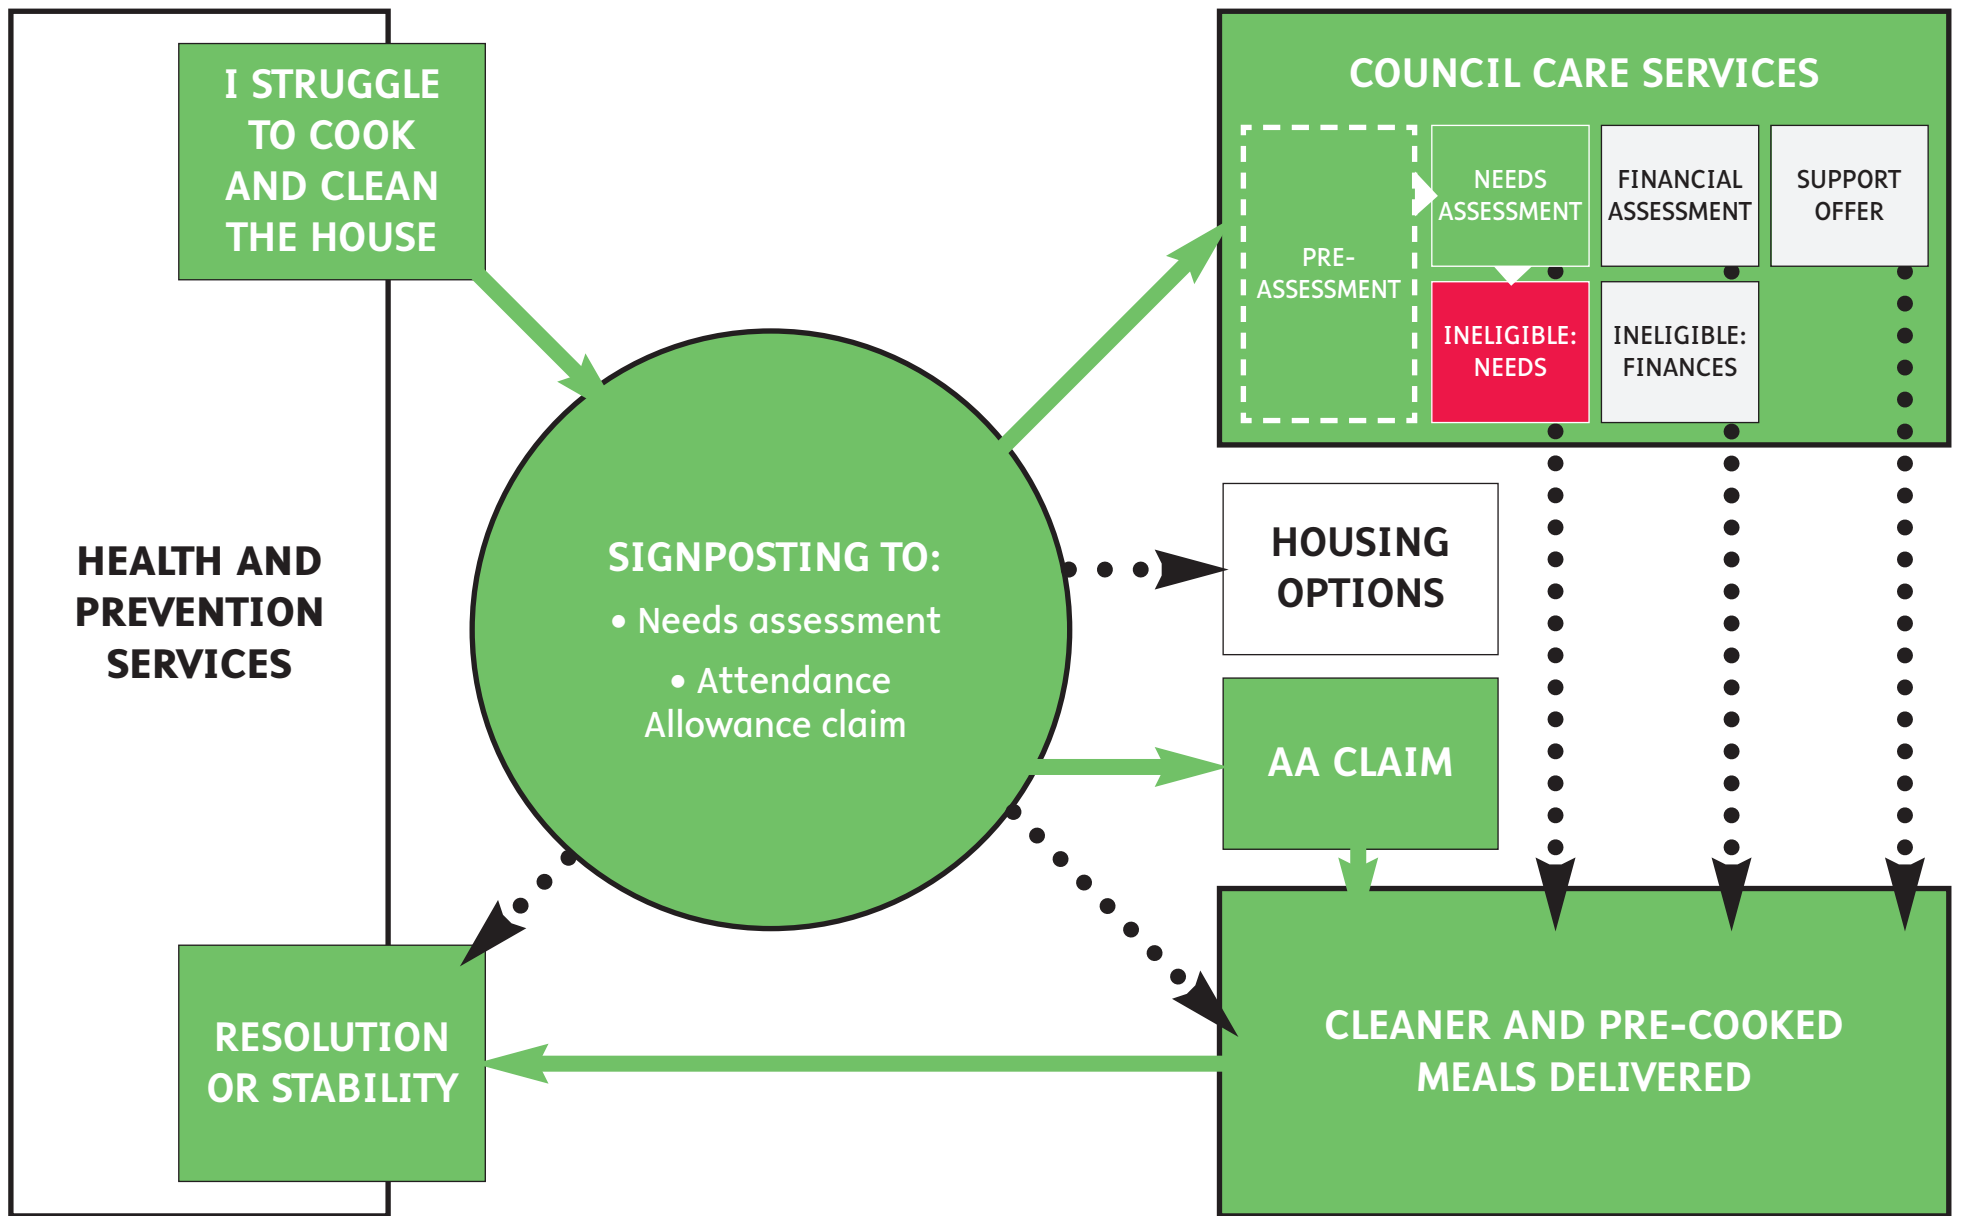 I STRUGGLE
TO COOK
AND CLEAN
THE HOUSE
HEALTH AND
PREVENTION
SERVICES
RESOLUTION
OR STABILITY
SIGNPOSTING TO:
• Needs assessment
• Attendance
Allowance claim
COUNCIL CARE SERVICES
PRE-
ASSESSMENT
NEEDS
ASSESSMENT
FINANCIAL
ASSESSMENT
SUPPORT
OFFER
INELIGIBLE:
NEEDS
INELIGIBLE:
FINANCES
HOUSING
OPTIONS
AA CLAIM
CLEANER AND PRE-COOKED
MEALS DELIVERED